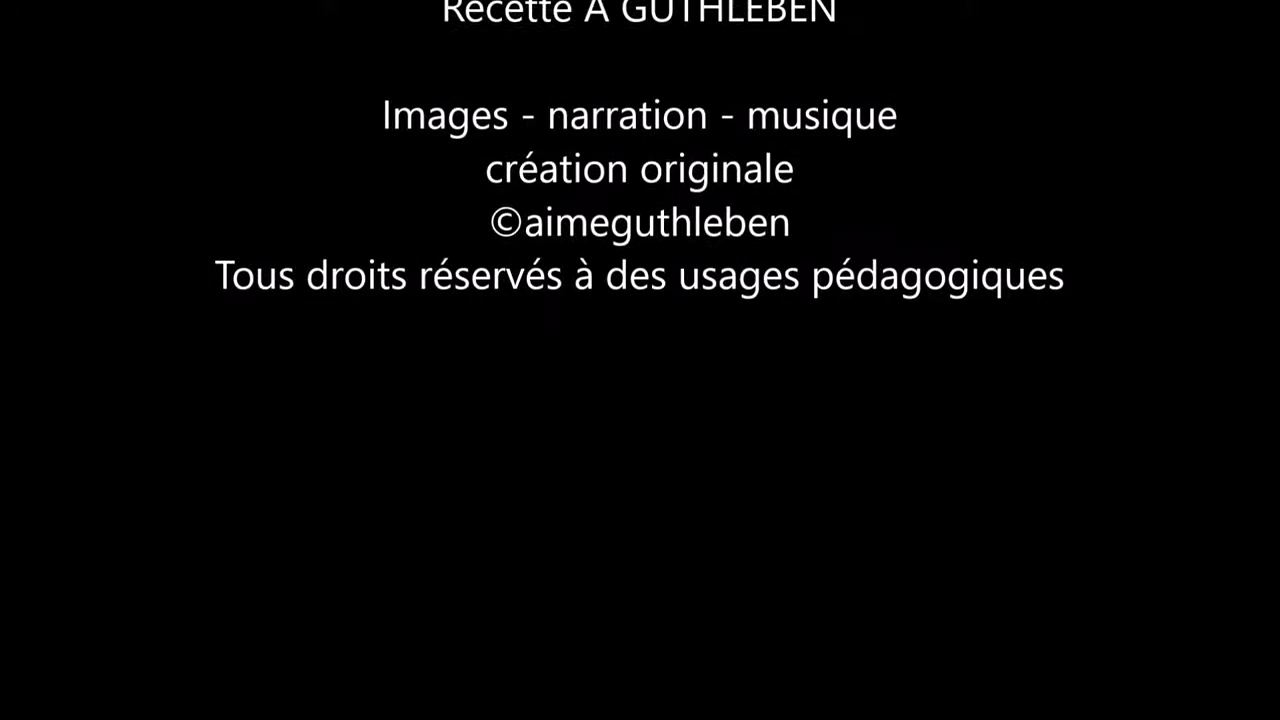 Recette A GUTHLEBEN
Images - narration - musique
création originale
©aimeguthleben
Tous droits réservés à des usages pédagogiques